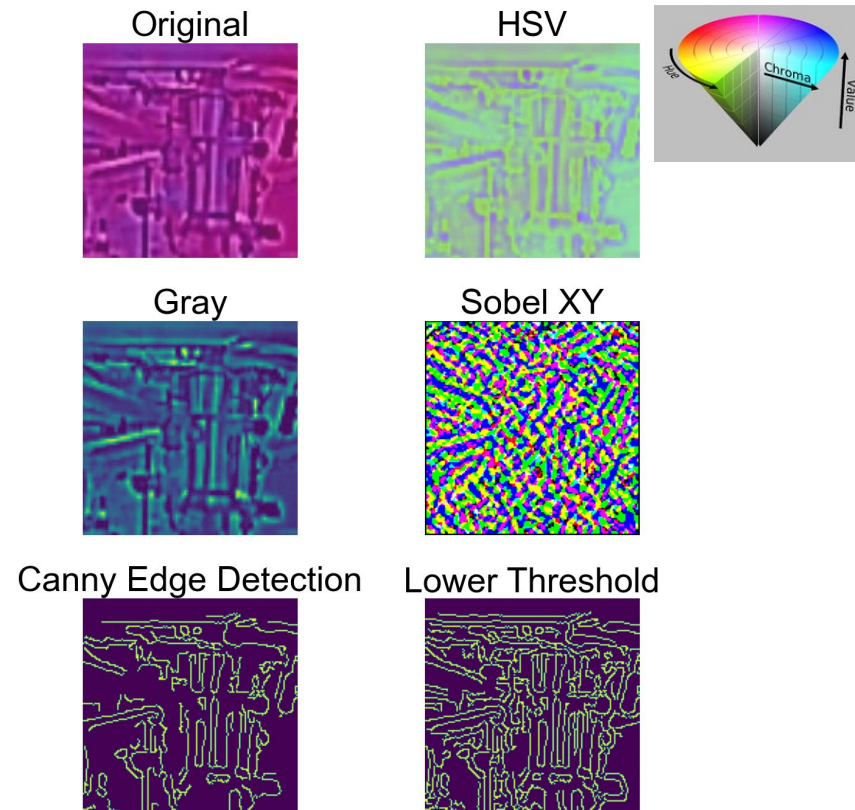 Original
HSV
Hue
Chroma
Value
Gray
Sobel XY
Canny Edge Detection
Lower Threshold